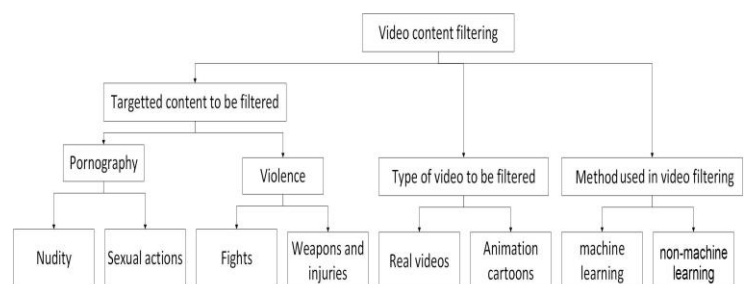 Video content filtering
Targetted content to be filtered
Pornography
Violence
Type of video to be filtered
Method used in video filtering
Nudity
Sexual actions
Fights
Weapons and
injuries
Real videos
Animation
cartoons
machine
learning
non-machine
learning